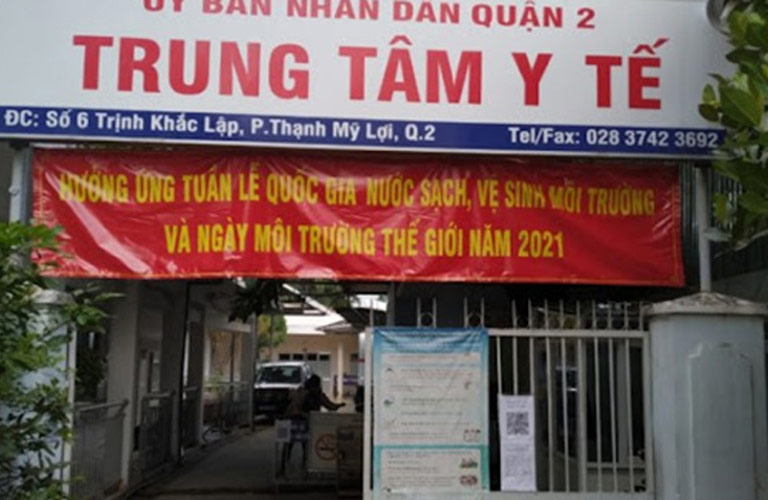 ỦY BAN NHÂN DÂN QUẬN 2
TRUNG TÂM Y TẾ
ĐC: Số 6 Trịnh Khắc Lập, P.Thạnh Mỹ Lợi, Q.2 Tel/Fax: 028 3742 3692
HƯỞNG ỨNG TUẦN LỄ QUỐC GIA NƯỚC SẠCH, VỆ SINH MÔI TRƯỜNG
VÀ NGÀY MÔI TRƯỜNG THẾ GIỚI NĂM 2021